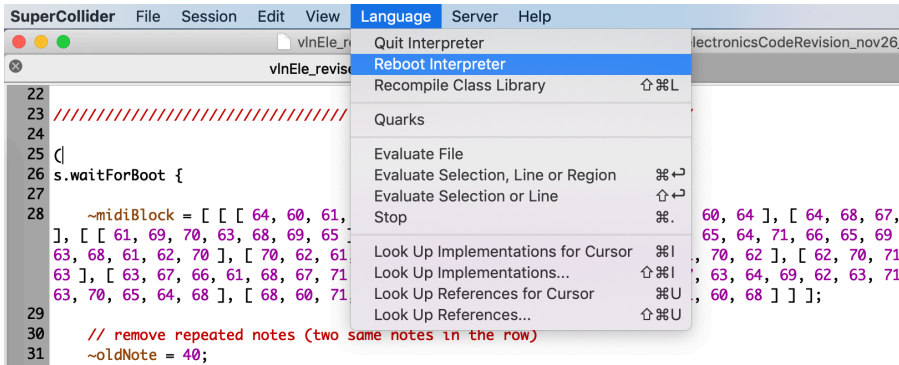 SuperCollider File Session Edit View Language Server Help
vlnEle_re
electronicsCodeRevision_nov26_
vlnEle_revise
Quit Interpreter
Reboot Interpreter
Recompile Class Library ⇧⌘L
Quarks
Evaluate File
Evaluate Selection, Line or Region ⌘↩
Evaluate Selection or Line ⇧↩
Stop ⌘.
Look Up Implementations for Cursor ⌘I
Look Up Implementations... ⇧⌘I
Look Up References for Cursor ⌘U
Look Up References... ⇧⌘U
22
23 //////////////////////////////////
24
25 (
26 s.waitForBoot {
27
28 ~midiBlock = [ [ [ 64, 60, 61, 60, 64 ], [ 64, 68, 67,
], [ [ 61, 69, 70, 63, 68, 69, 65 ] 65, 64, 71, 66, 65, 69
63, 68, 61, 62, 70 ], [ 70, 62, 61, 70, 62 ], [ 62, 70, 71
63 ], [ 63, 67, 66, 61, 68, 67, 71 63, 64, 69, 62, 63, 71
63, 70, 65, 64, 68 ], [ 68, 60, 71, 60, 68 ] ] ];
29
30 // remove repeated notes (two same notes in the row)
31 ~oldNote = 40;